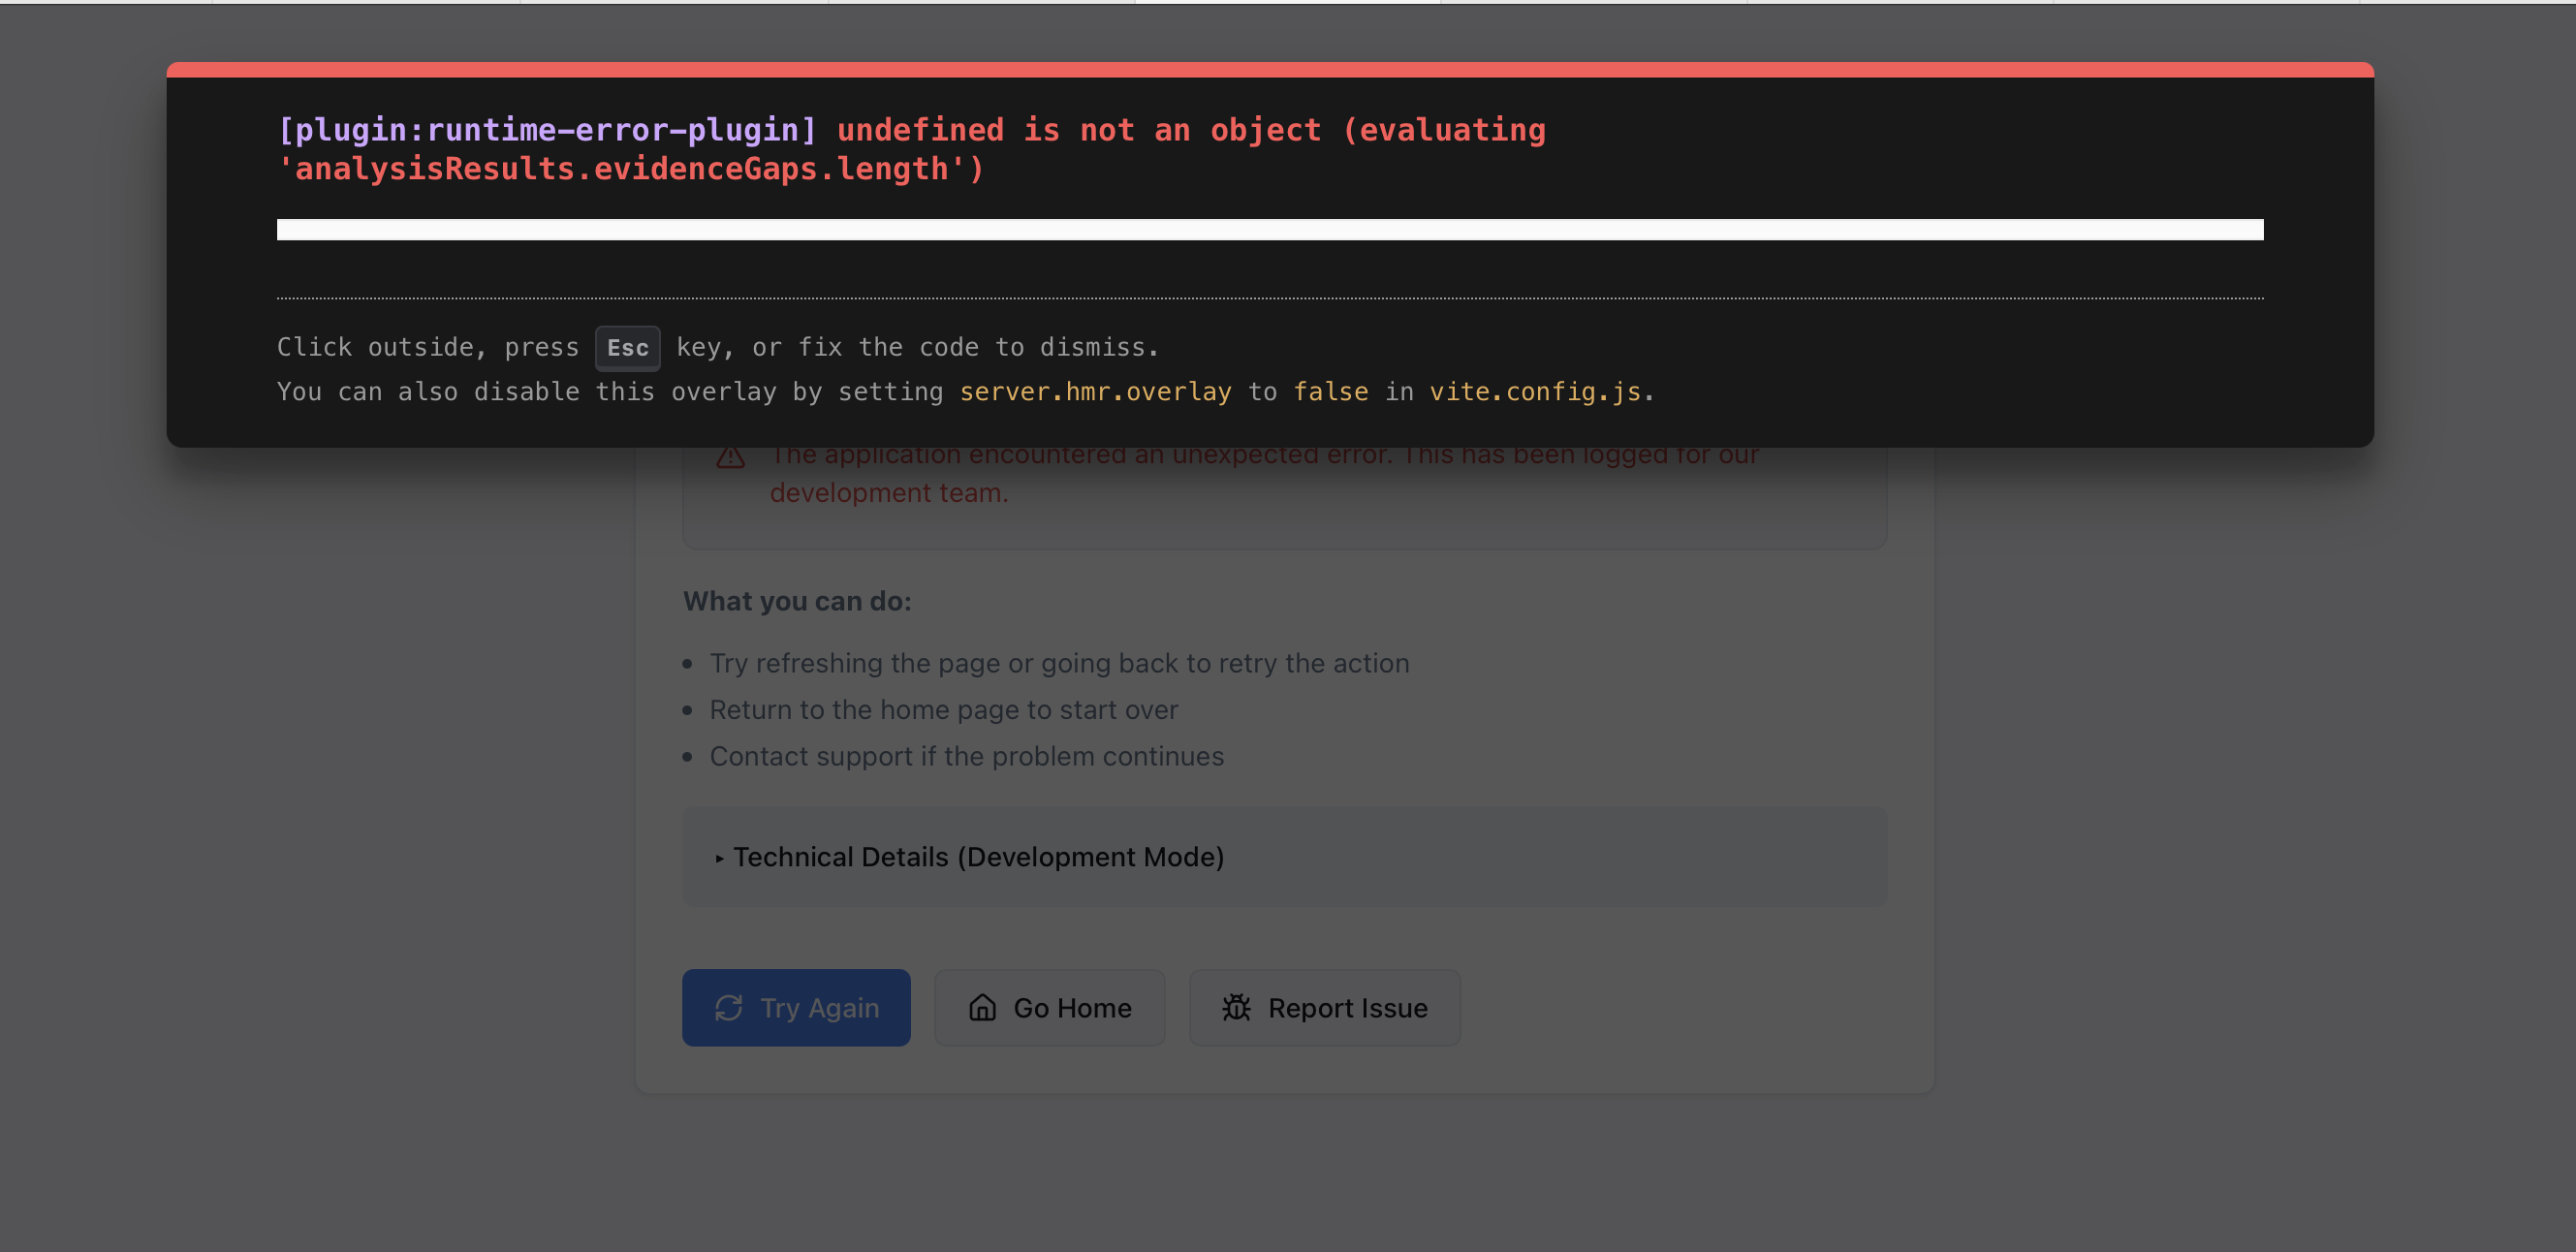 [plugin:runtime-error-plugin] undefined is not an object (evaluating
'analysisResults.evidenceGaps.length')
Click outside, press Esc key, or fix the code to dismiss.
You can also disable this overlay by setting server.hmr.overlay to false in vite.config.js.
The application encountered an unexpected error. This has been logged for our
development team.
What you can do:
• Try refreshing the page or going back to retry the action
• Return to the home page to start over
• Contact support if the problem continues
▸ Technical Details (Development Mode)
Try Again Go Home Report Issue